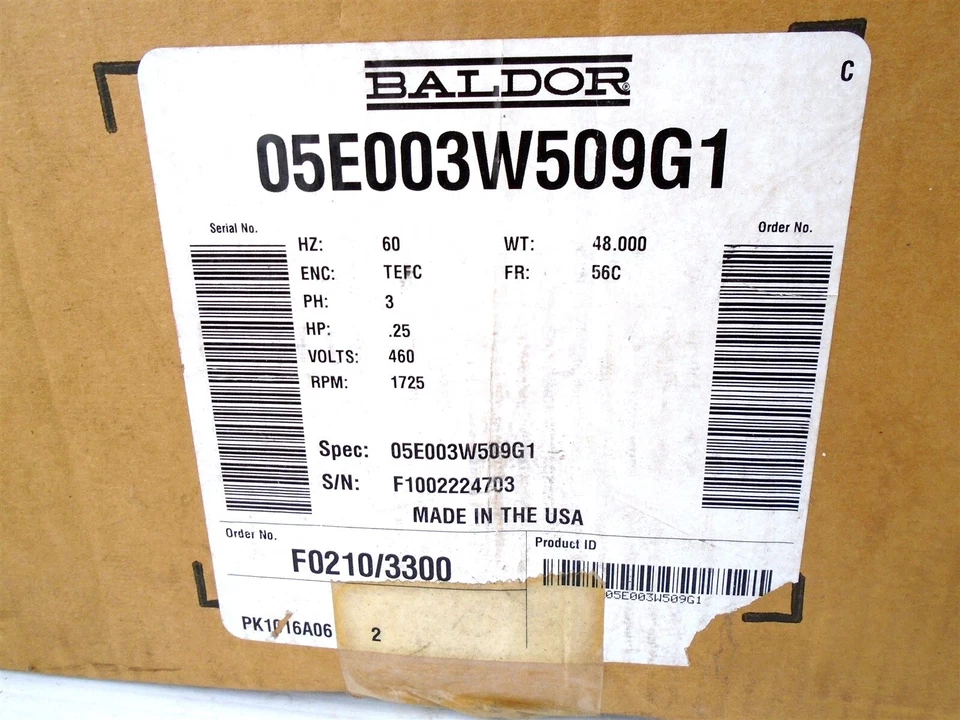 BALDOR
C
05E003W509G1
Serial No.
Order No.
HZ: 60 WT: 48.000
ENC: TEFC FR: 56C
PH: 3
HP: .25
VOLTS: 460
RPM: 1725
Spec: 05E003W509G1
S/N: F1002224703
MADE IN THE USA
Order No.
Product ID
F0210/3300
05E003W509G1
2